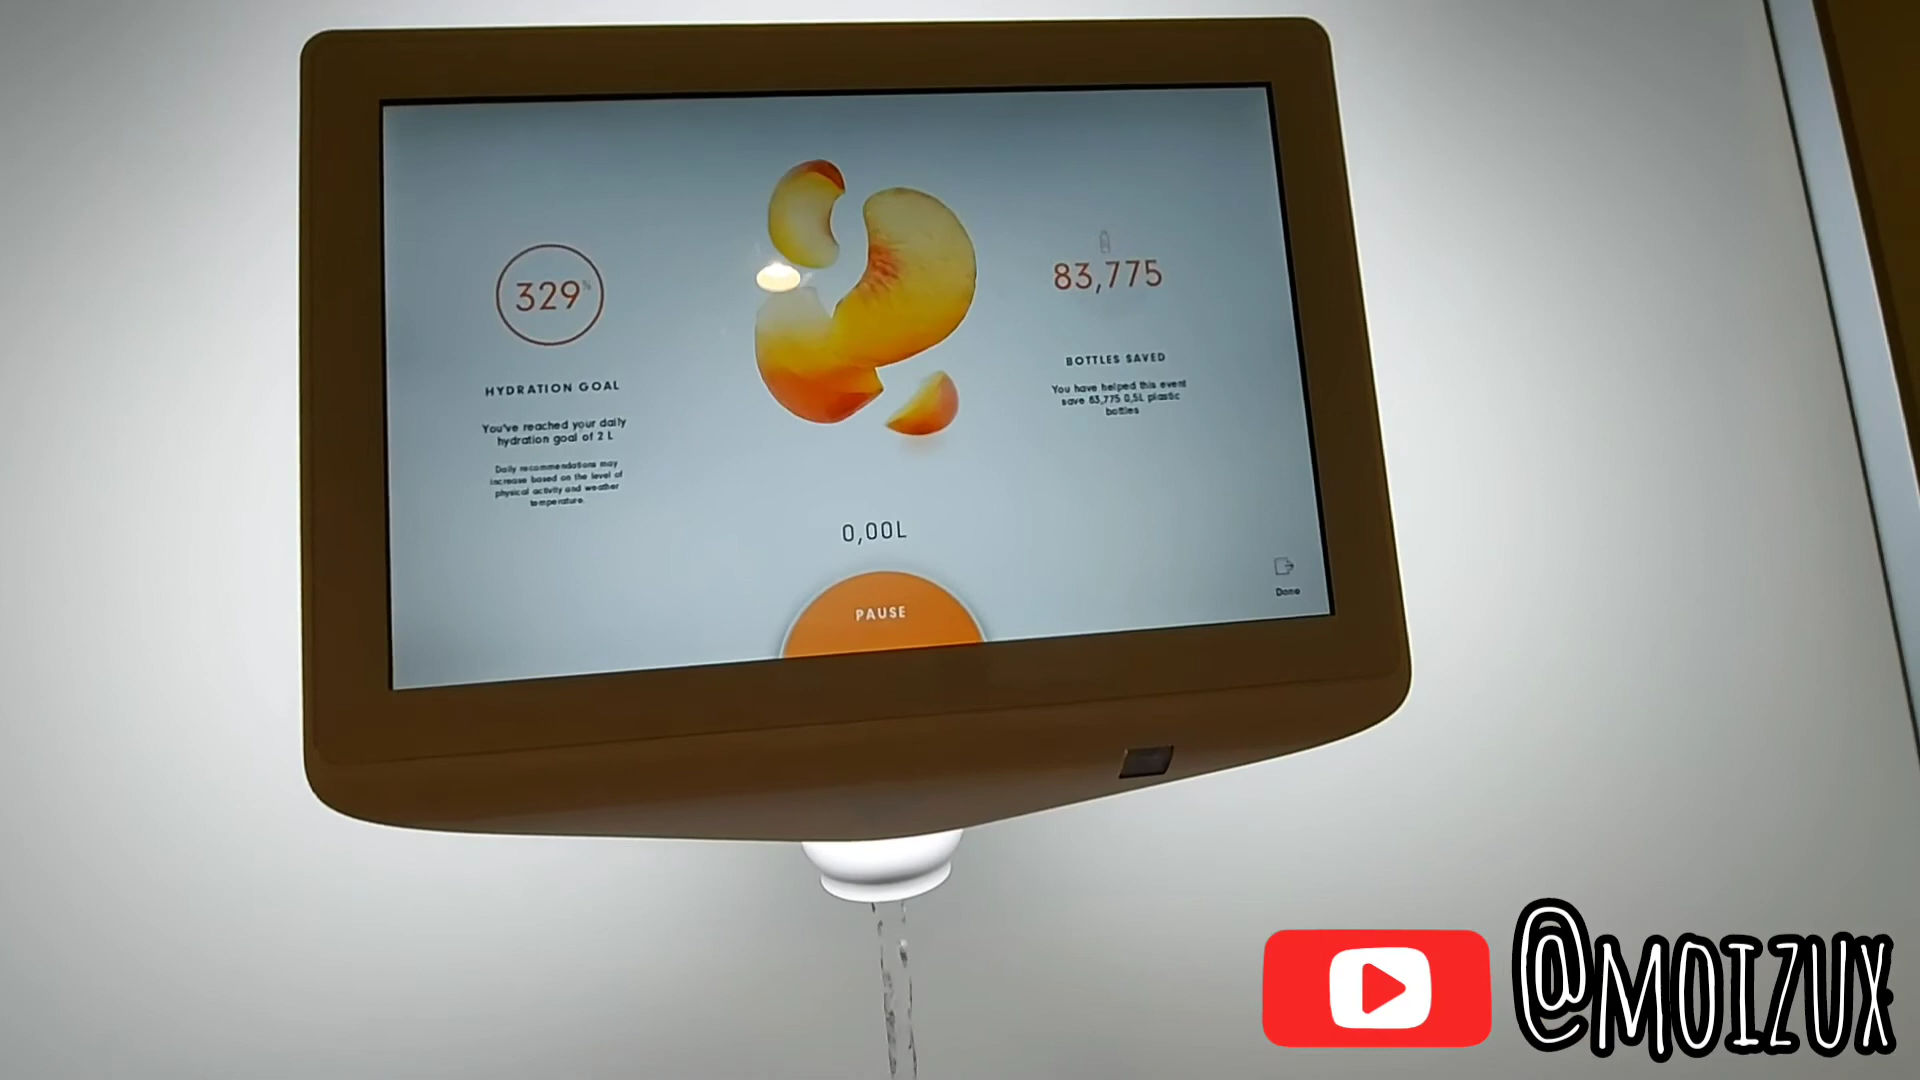 329%
HYDRATION GOAL
You've reached your daily
hydration goal of 2 L
Daily recommendations may
increase based on the level of
physical activity and weather
temperature.
83,775
BOTTLES SAVED
You have helped this event
save 83,775 0,5L plastic
bottles
0,00L
PAUSE
Done
@MOIZUX